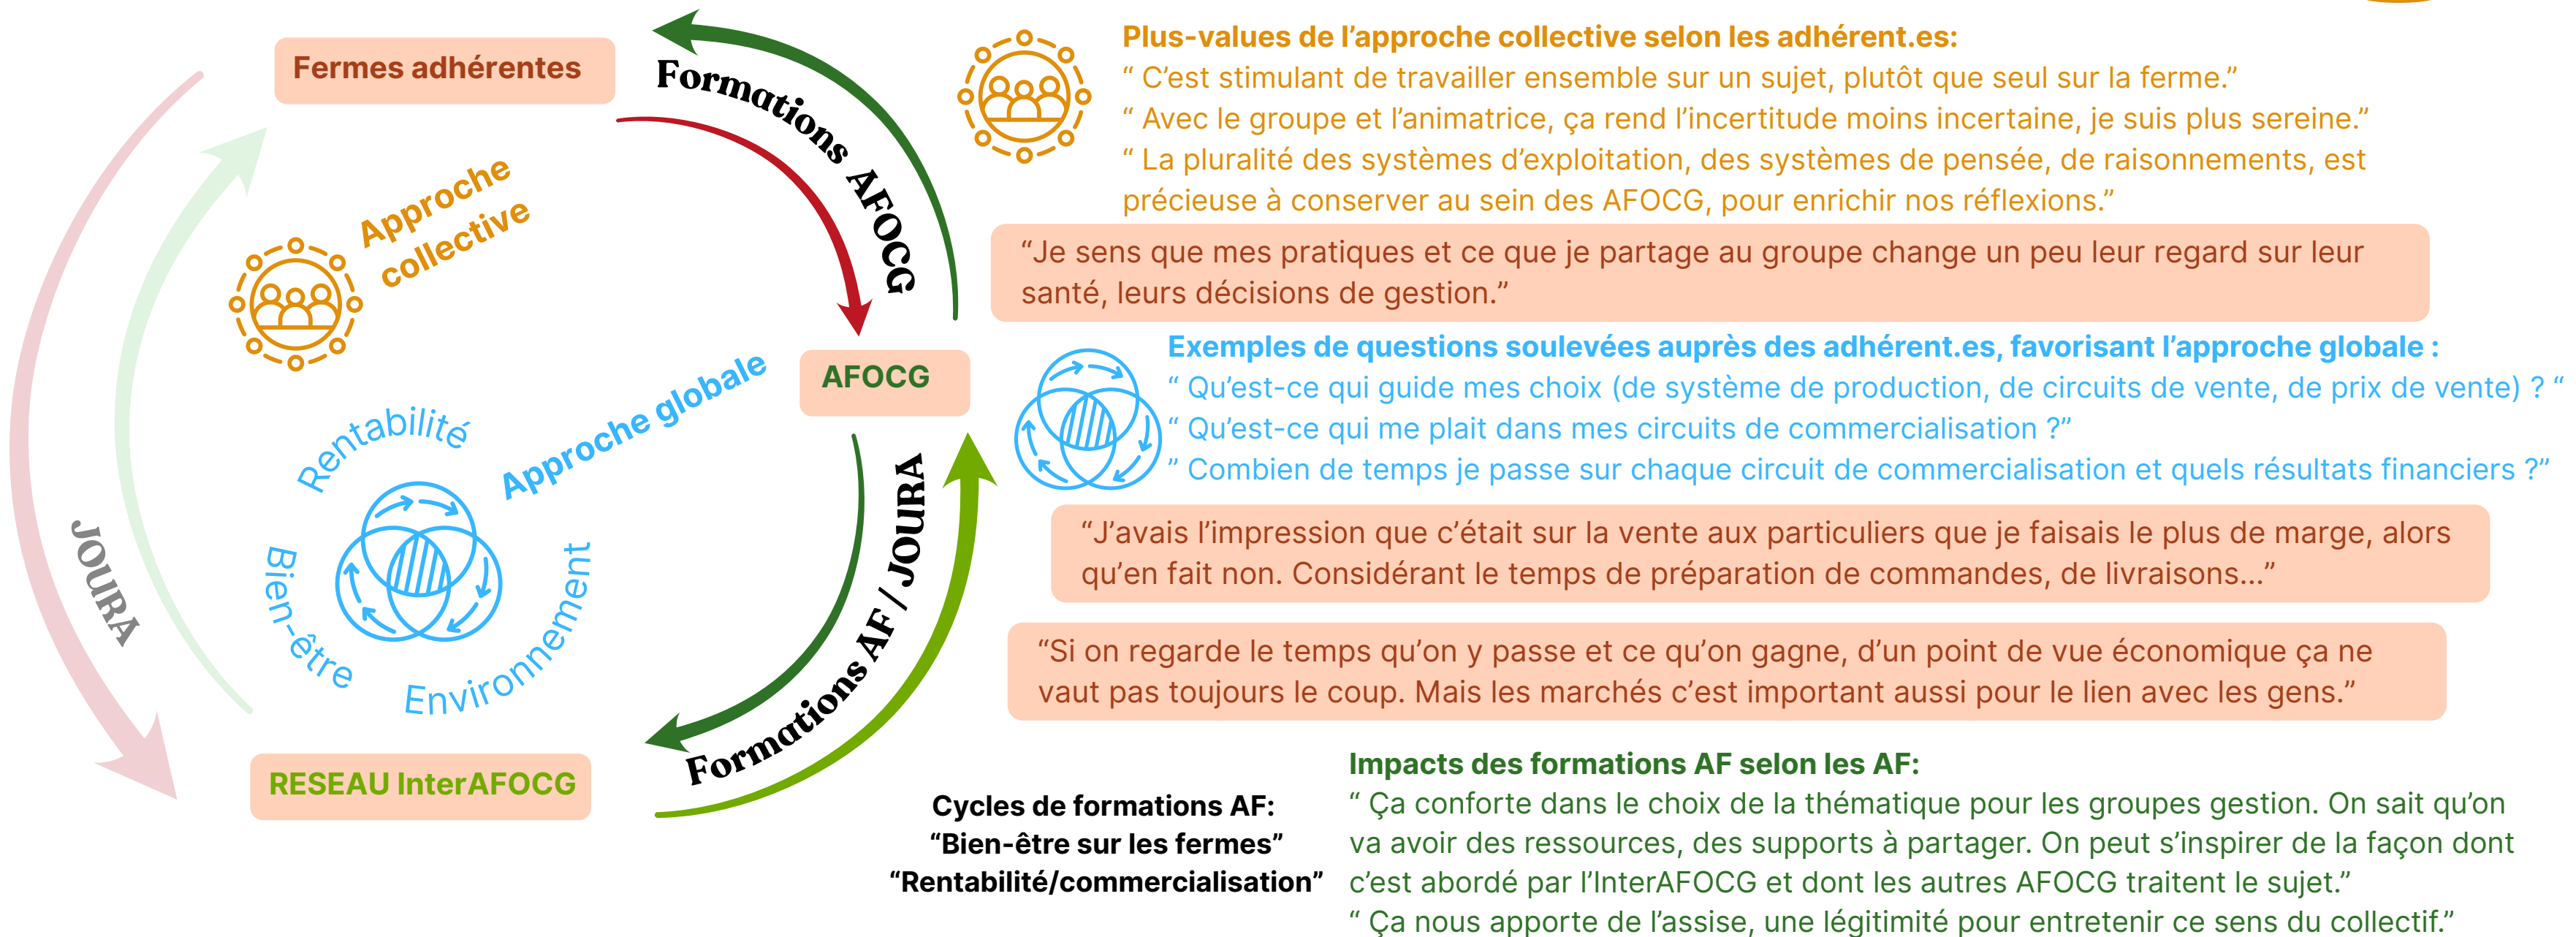 Fermes adhérentes
Formations AFOCG
Approche
collective
AFOCG
Approche globale
Rentabilité
Bien-être
Environnement
JOURA
Formations AF / JOURA
RESEAU InterAFOCG
Plus-values de l’approche collective selon les adhérent.es:
“ C’est stimulant de travailler ensemble sur un sujet, plutôt que seul sur la ferme.”
“ Avec le groupe et l’animatrice, ça rend l’incertitude moins incertaine, je suis plus sereine.”
“ La pluralité des systèmes d’exploitation, des systèmes de pensée, de raisonnements, est
précieuse à conserver au sein des AFOCG, pour enrichir nos réflexions.”
“Je sens que mes pratiques et ce que je partage au groupe change un peu leur regard sur leur
santé, leurs décisions de gestion.”
Exemples de questions soulevées auprès des adhérent.es, favorisant l’approche globale :
“ Qu’est-ce qui guide mes choix (de système de production, de circuits de vente, de prix de vente) ? “
“ Qu’est-ce qui me plait dans mes circuits de commercialisation ?”
” Combien de temps je passe sur chaque circuit de commercialisation et quels résultats financiers ?”
“J’avais l’impression que c’était sur la vente aux particuliers que je faisais le plus de marge, alors
qu’en fait non. Considérant le temps de préparation de commandes, de livraisons...”
“Si on regarde le temps qu’on y passe et ce qu’on gagne, d’un point de vue économique ça ne
vaut pas toujours le coup. Mais les marchés c’est important aussi pour le lien avec les gens.”
Cycles de formations AF:
“Bien-être sur les fermes”
“Rentabilité/commercialisation”
Impacts des formations AF selon les AF:
“ Ça conforte dans le choix de la thématique pour les groupes gestion. On sait qu’on
va avoir des ressources, des supports à partager. On peut s’inspirer de la façon dont
c’est abordé par l’InterAFOCG et dont les autres AFOCG traitent le sujet.”
“ Ça nous apporte de l’assise, une légitimité pour entretenir ce sens du collectif.”